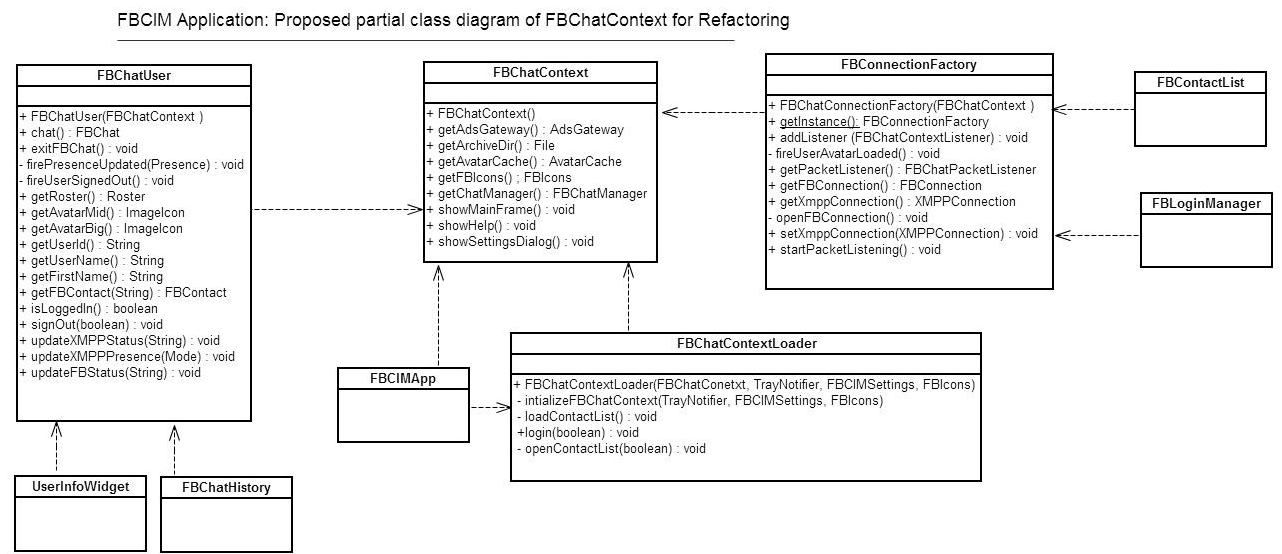 FBCIM Application: Proposed partial class diagram of FBChatContext for Refactoring
FBChatUser
+ FBChatUser(FBChatContext )
+ chat() : FBChat
+ exitFBChat() : void
- firePresenceUpdated(Presence) : void
- fireUserSignedOut() : void
+ getRoster() : Roster
+ getAvatarMid() : ImageIcon
+ getAvatarBig() : ImageIcon
+ getUserId() : String
+ getUserName() : String
+ getFirstName() : String
+ getFBContact(String) : FBContact
+ isLoggedIn() : boolean
+ signOut(boolean) : void
+ updateXMPPStatus(String) : void
+ updateXMPPPresence(Mode) : void
+ updateFBStatus(String) : void
FBChatContext
+ FBChatContext()
+ getAdsGateway() : AdsGateway
+ getArchiveDir() : File
+ getAvatarCache() : AvatarCache
+ getFBIcons() ; FBIcons
+ getChatManager() : FBChatManager
+ showMainFrame() : void
+ showHelp() : void
+ showSettingsDialog() : void
FBConnectionFactory
+ FBChatConnectionFactory(FBChatContext )
+ getInstance(): FBConnectionFactory
+ addListener (FBChatContextListener) : void
- fireUserAvatarLoaded() : void
+ getPacketListener() : FBChatPacketListener
+ getFBConnection() : FBConnection
+ getXmppConnection() : XMPPConnection
- openFBConnection() : void
+ setXmppConnection(XMPPConnection) : void
+ startPacketListening() : void
FBContactList
FBLoginManager
FBChatContextLoader
+ FBChatContextLoader(FBChatConetxt, TrayNotifier, FBCIMSettings, FBIcons)
- intializeFBChatContext(TrayNotifier, FBCIMSettings, FBIcons)
- loadContactList() : void
+login(boolean) : void
- openContactList(boolean) : void
FBCIMApp
UserInfoWidget
FBChatHistory